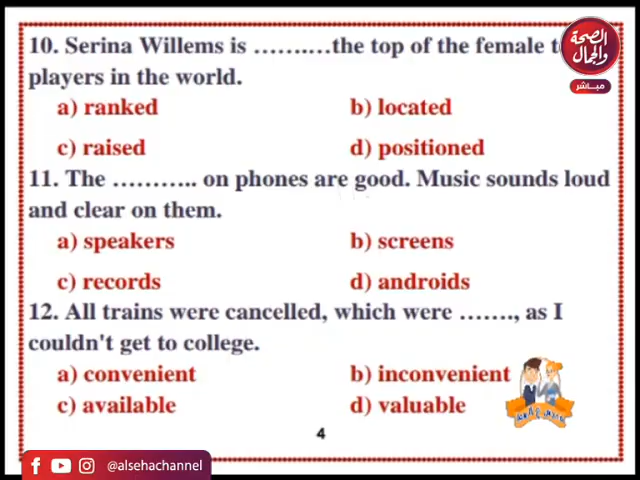 10. Serina Willems is ……..…the top of the female
players in the world.
a) ranked b) located
c) raised d) positioned
11. The ……….. on phones are good. Music sounds loud
and clear on them.
a) speakers b) screens
c) records d) androids
12. All trains were cancelled, which were ……., as I
couldn't get to college.
a) convenient b) inconvenient
c) available d) valuable
4
الصحة
والجمال
مباشر
@alsehachannel